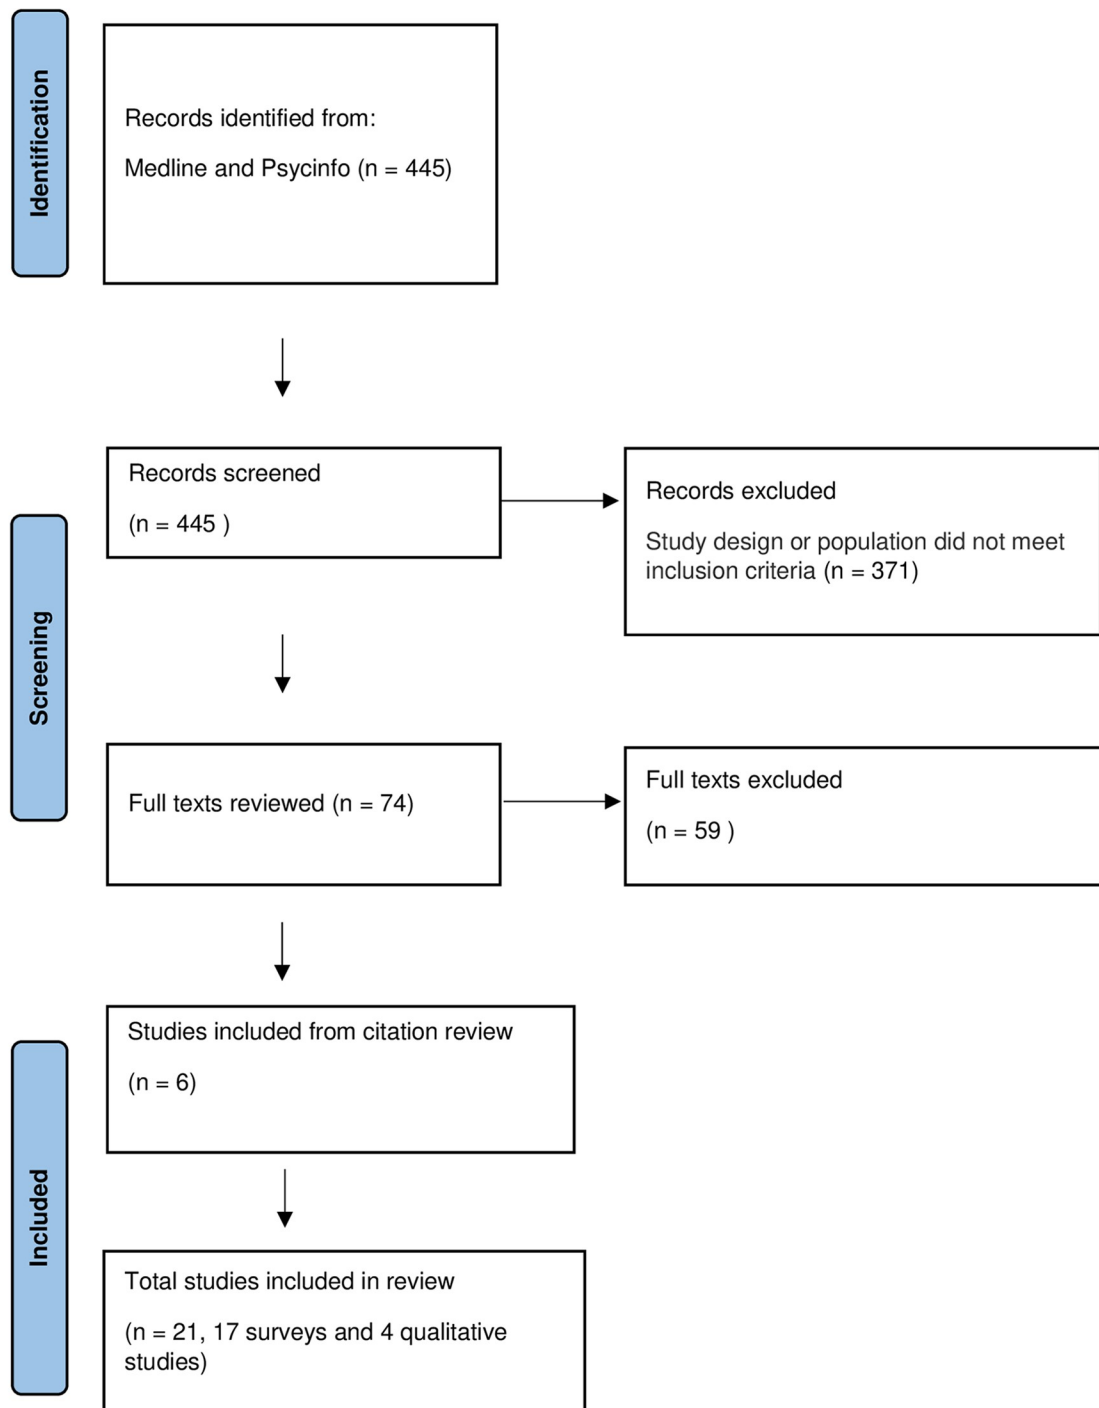 Identification
Records identified from:
Medline and Psycinfo (n = 445)
Screening
Records screened
(n = 445 )
Records excluded
Study design or population did not meet
inclusion criteria (n = 371)
Full texts reviewed (n = 74)
Full texts excluded
(n = 59 )
Included
Studies included from citation review
(n = 6)
Total studies included in review
(n = 21, 17 surveys and 4 qualitative
studies)